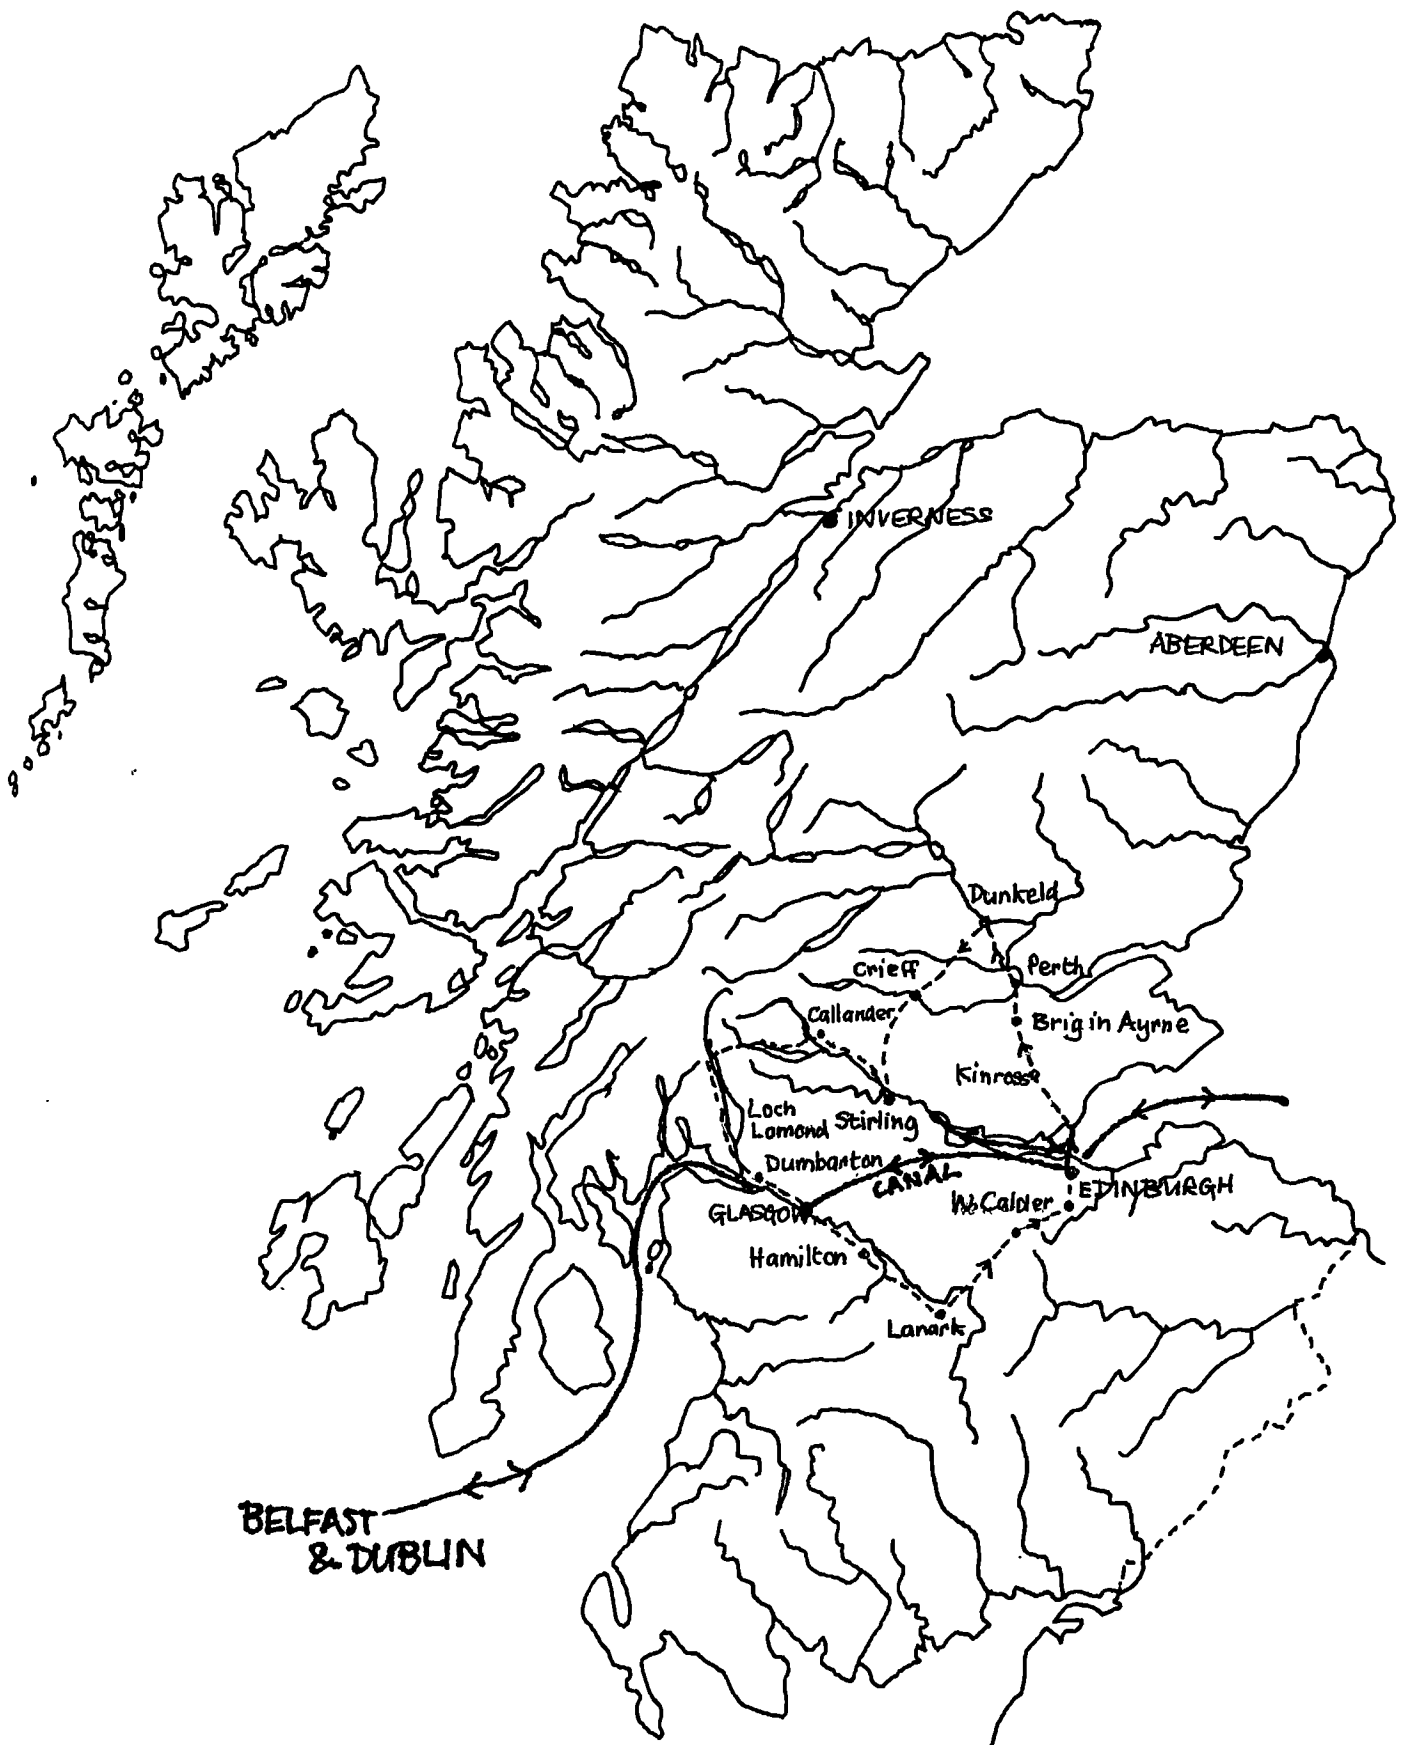 INVERNESS
ABERDEEN
Dunkeld
Crieff
Perth
Callander
Brig in Ayrne
Kinross
Loch
Lomond
Stirling
Dumbarton
CANAL
EDINBURGH
GLASGOW
W. Calder
Hamilton
Lanark
BELFAST
& DUBLIN